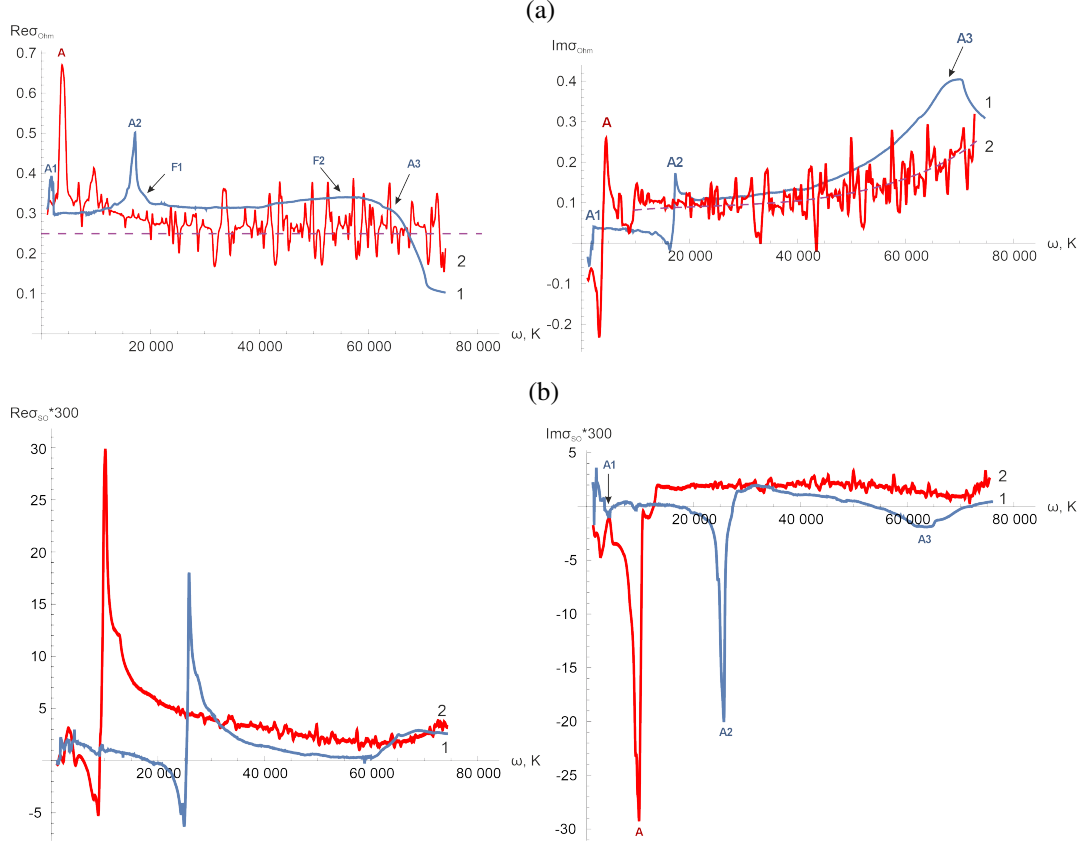 (a)
Reσ_Ohm
0.7
0.6
0.5
0.4
0.3
0.2
0.1
A
A1
A2
F1
F2
A3
2
1
20 000
40 000
60 000
80 000
ω, K
Imσ_Ohm
0.4
0.3
0.2
0.1
-0.1
-0.2
A
A1
A2
A3
1
2
20 000
40 000
60 000
80 000
ω, K
(b)
Reσ_SO*300
30
25
20
15
10
5
-5
2
1
20 000
40 000
60 000
80 000
ω, K
Imσ_SO*300
5
-5
-10
-15
-20
-25
-30
A1
A2
A3
A
2
1
20 000
40 000
60 000
80 000
ω, K